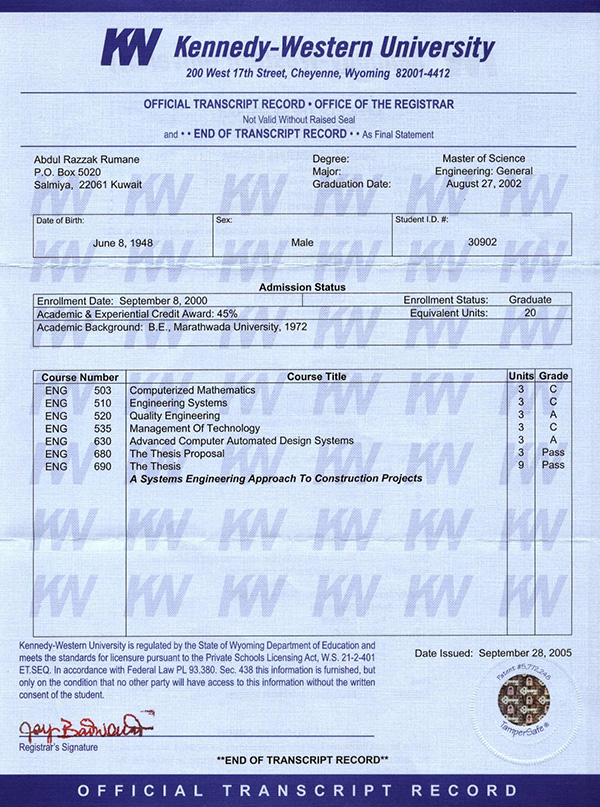 KW Kennedy-Western University
200 West 17th Street, Cheyenne, Wyoming 82001-4412
OFFICIAL TRANSCRIPT RECORD • OFFICE OF THE REGISTRAR
Not Valid Without Raised Seal
and • • END OF TRANSCRIPT RECORD • • As Final Statement
Abdul Razzak Rumane Degree: Master of Science
P.O. Box 5020 Major: Engineering: General
Salmiya, 22061 Kuwait Graduation Date: August 27, 2002
Date of Birth: Sex: Student I.D. #:
June 8, 1948 Male 30902
Admission Status
Enrollment Date: September 8, 2000 Enrollment Status: Graduate
Academic & Experiential Credit Award: 45% Equivalent Units: 20
Academic Background: B.E., Marathwada University, 1972
Course Number Course Title Units Grade
ENG 503 Computerized Mathematics 3 C
ENG 510 Engineering Systems 3 C
ENG 520 Quality Engineering 3 A
ENG 535 Management Of Technology 3 C
ENG 630 Advanced Computer Automated Design Systems 3 A
ENG 680 The Thesis Proposal 3 Pass
ENG 690 The Thesis 9 Pass
A Systems Engineering Approach To Construction Projects
Kennedy-Western University is regulated by the State of Wyoming Department of Education and
meets the standards for licensure pursuant to the Private Schools Licensing Act, W.S. 21-2-401
ET.SEQ. In accordance with Federal Law PL 93.380. Sec. 438 this information is furnished, but
only on the condition that no other party will have access to this information without the written
consent of the student.
Date Issued: September 28, 2005
Patent #5,772,248
TamperSafe®
Registrar's Signature
**END OF TRANSCRIPT RECORD**
OFFICIAL TRANSCRIPT RECORD